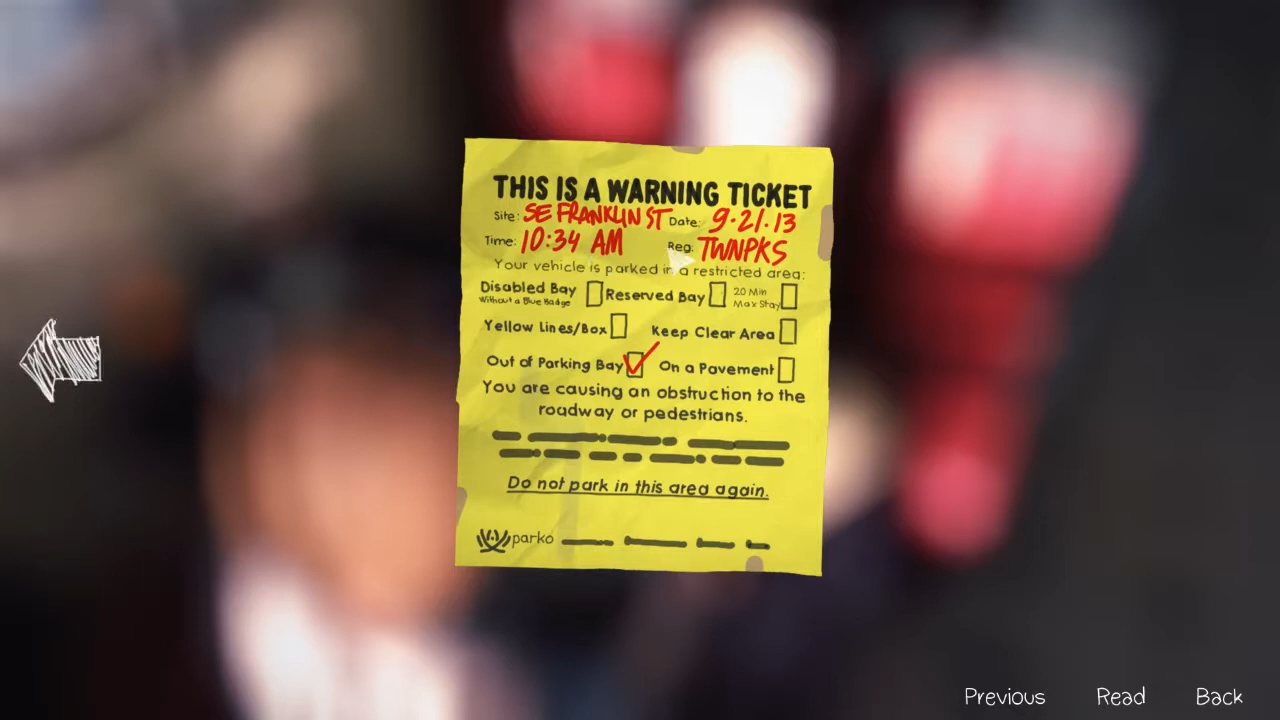 THIS IS A WARNING TICKET
Site: SE FRANKLIN ST Date: 9.21.13
Time: 10:34 AM Reg: TWNPKS
Your vehicle is parked in a restricted area:
Disabled Bay
Without a Blue Badge
Reserved Bay
20 Min
Max Stay
Yellow Lines/Box Keep Clear Area
Out of Parking Bay On a Pavement
You are causing an obstruction to the
roadway or pedestrians.
Do not park in this area again.
parko
Previous Read Back